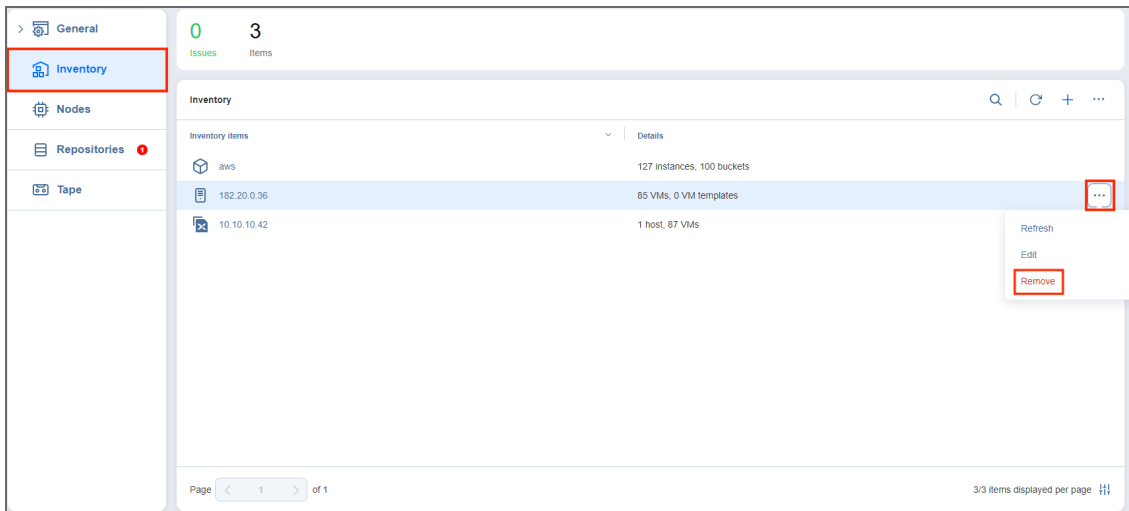 General
Inventory
Nodes
Repositories 1
Tape
0 3
Issues Items
Inventory
Inventory items Details
aws 127 instances, 100 buckets
182.20.0.36 85 VMs, 0 VM templates
10.10.10.42 1 host, 87 VMs
Refresh
Edit
Remove
Page 1 of 1 3/3 items displayed per page